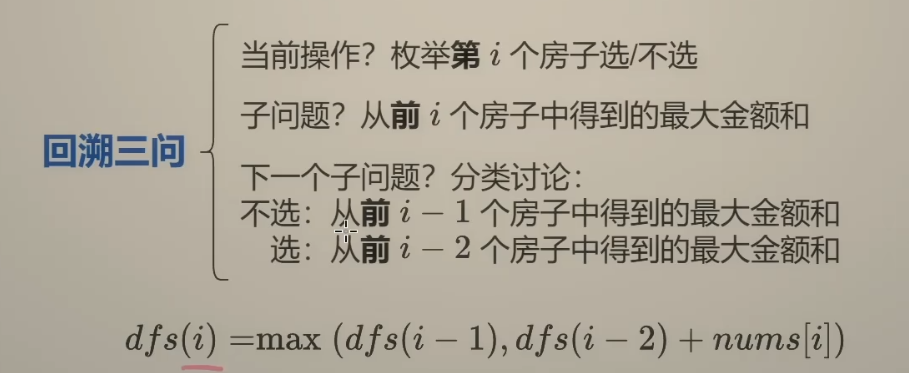 回溯三问
当前操作？枚举第 i 个房子选/不选
子问题？从前 i 个房子中得到的最大金额和
下一个子问题？分类讨论：
不选：从前 i − 1 个房子中得到的最大金额和
选：从前 i − 2 个房子中得到的最大金额和
dfs(i) =max (dfs(i − 1), dfs(i − 2) + nums[i])